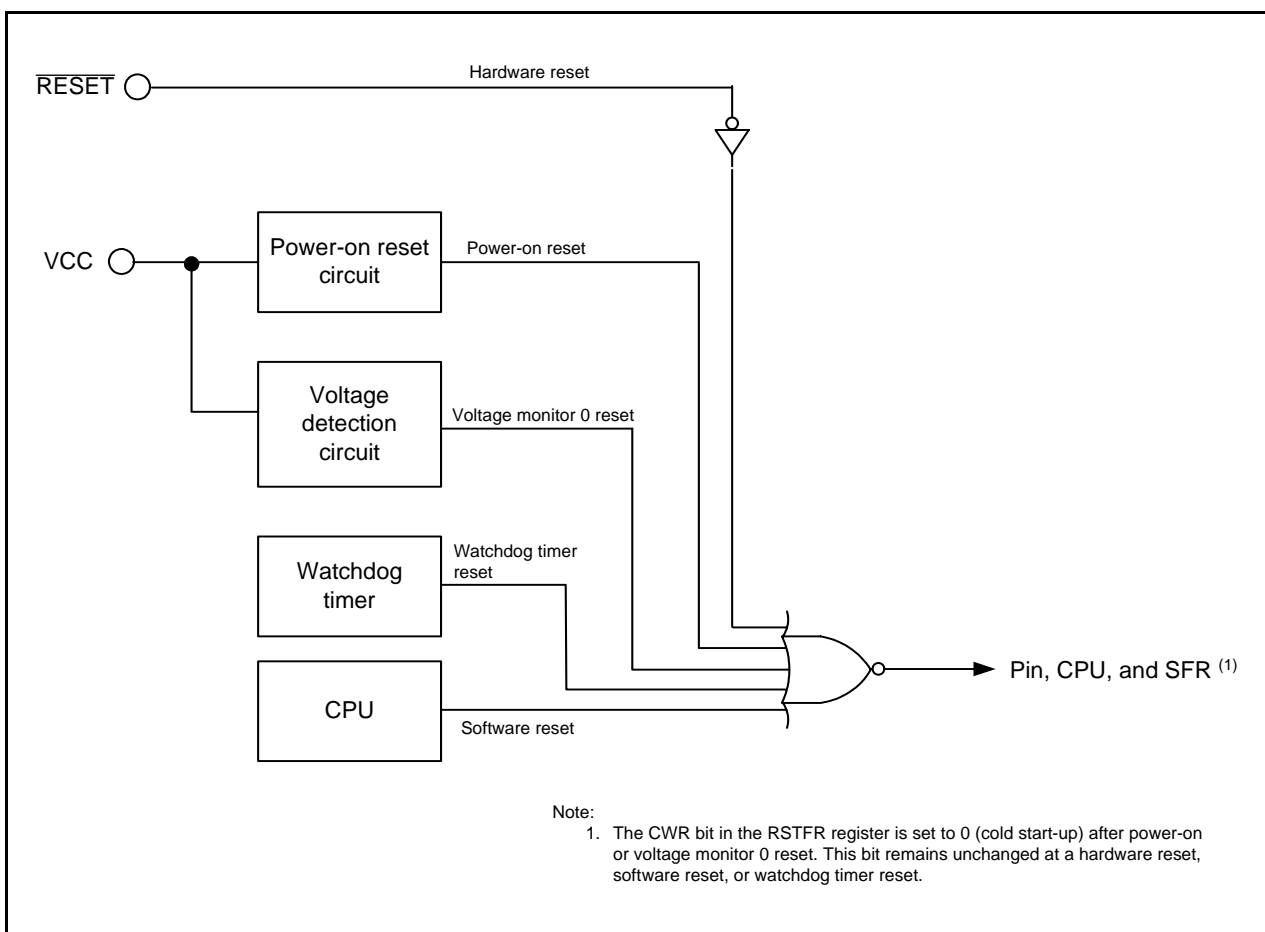 Hardware reset
RESET
Power-on reset
circuit
Power-on reset
VCC
Voltage
detection
circuit
Voltage monitor 0 reset
Watchdog
timer
Watchdog timer
reset
CPU
Software reset
Pin, CPU, and SFR (1)
Note:
1. The CWR bit in the RSTFR register is set to 0 (cold start-up) after power-on
or voltage monitor 0 reset. This bit remains unchanged at a hardware reset,
software reset, or watchdog timer reset.